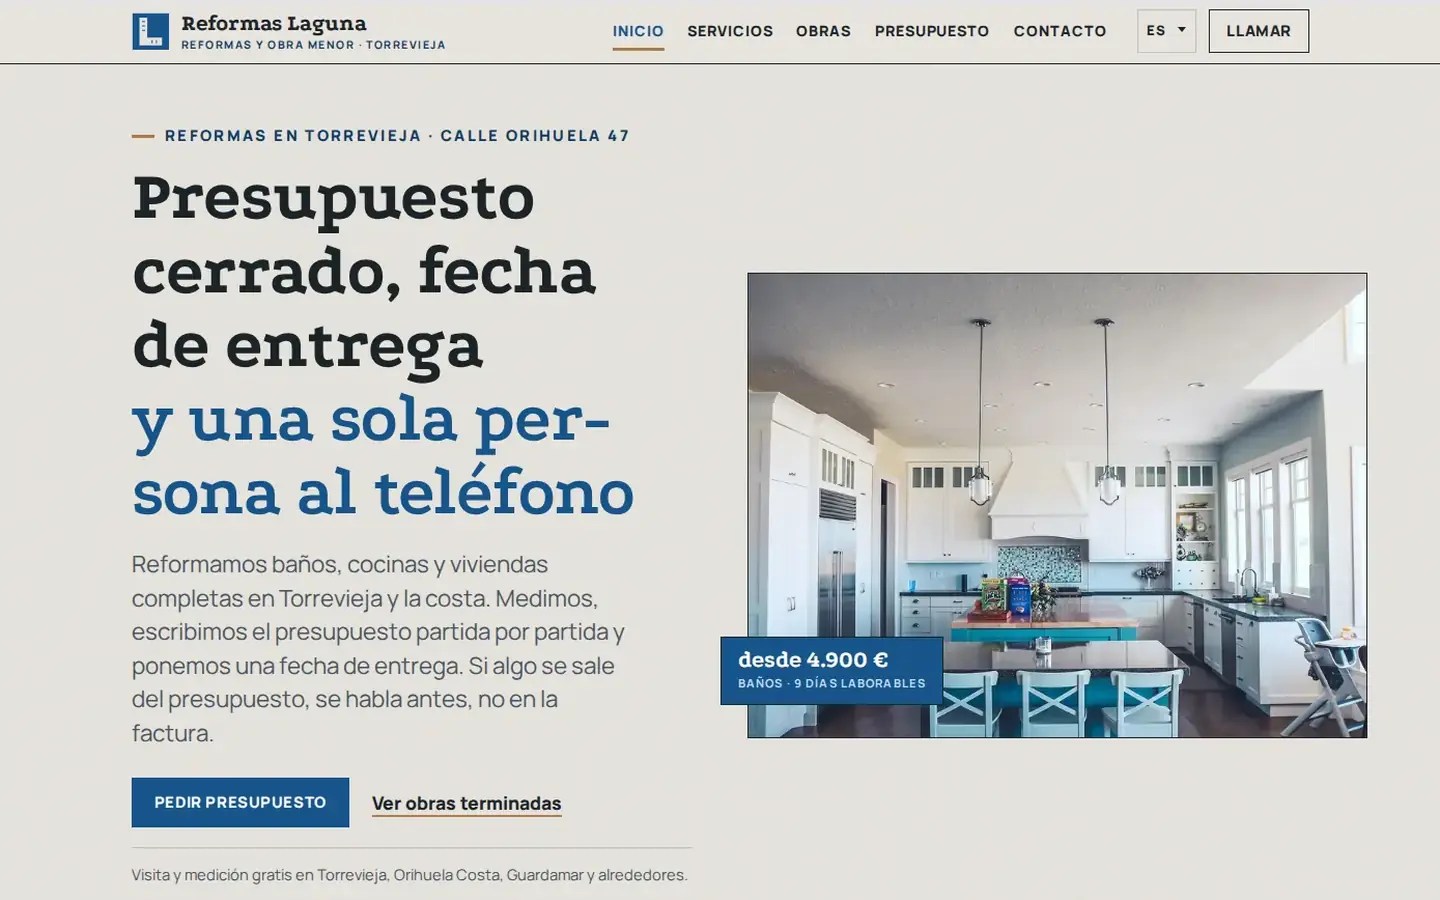 Reformas Laguna
REFORMAS Y OBRA MENOR · TORREVIEJA
INICIO SERVICIOS OBRAS PRESUPUESTO CONTACTO ES LLAMAR
REFORMAS EN TORREVIEJA · CALLE ORIHUELA 47
Presupuesto
cerrado, fecha
de entrega
y una sola per-
sona al teléfono
Reformamos baños, cocinas y viviendas
completas en Torrevieja y la costa. Medimos,
escribimos el presupuesto partida por partida y
ponemos una fecha de entrega. Si algo se sale
del presupuesto, se habla antes, no en la
factura.
PEDIR PRESUPUESTO Ver obras terminadas
Visita y medición gratis en Torrevieja, Orihuela Costa, Guardamar y alrededores.
desde 4.900 €
BAÑOS · 9 DÍAS LABORABLES